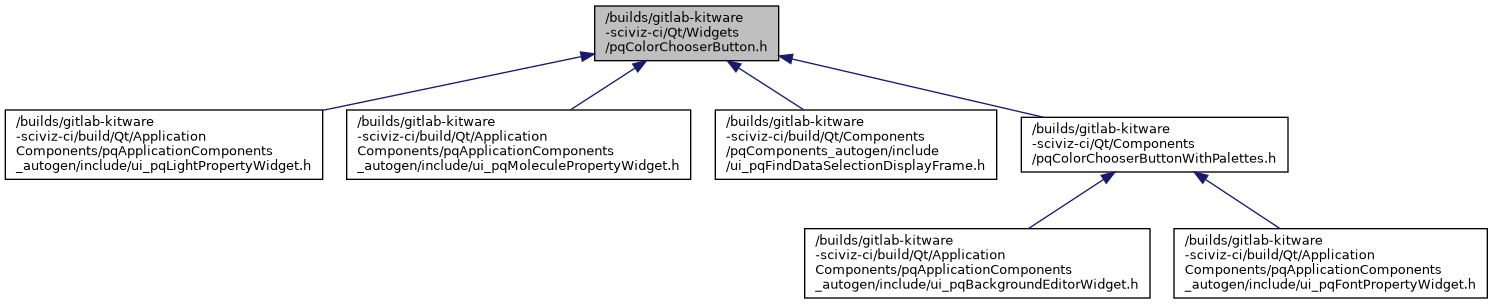 /builds/gitlab-kitware
-sciviz-ci/Qt/Widgets
/pqColorChooserButton.h
/builds/gitlab-kitware
-sciviz-ci/build/Qt/Application
Components/pqApplicationComponents
_autogen/include/ui_pqLightPropertyWidget.h
/builds/gitlab-kitware
-sciviz-ci/build/Qt/Application
Components/pqApplicationComponents
_autogen/include/ui_pqMoleculePropertyWidget.h
/builds/gitlab-kitware
-sciviz-ci/build/Qt/Components
/pqComponents_autogen/include
/ui_pqFindDataSelectionDisplayFrame.h
/builds/gitlab-kitware
-sciviz-ci/Qt/Components
/pqColorChooserButtonWithPalettes.h
/builds/gitlab-kitware
-sciviz-ci/build/Qt/Application
Components/pqApplicationComponents
_autogen/include/ui_pqBackgroundEditorWidget.h
/builds/gitlab-kitware
-sciviz-ci/build/Qt/Application
Components/pqApplicationComponents
_autogen/include/ui_pqFontPropertyWidget.h